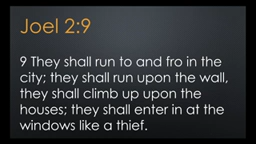 Joel 2:9
9 They shall run to and fro in the
city; they shall run upon the wall,
they shall climb up upon the
houses; they shall enter in at the
windows like a thief.